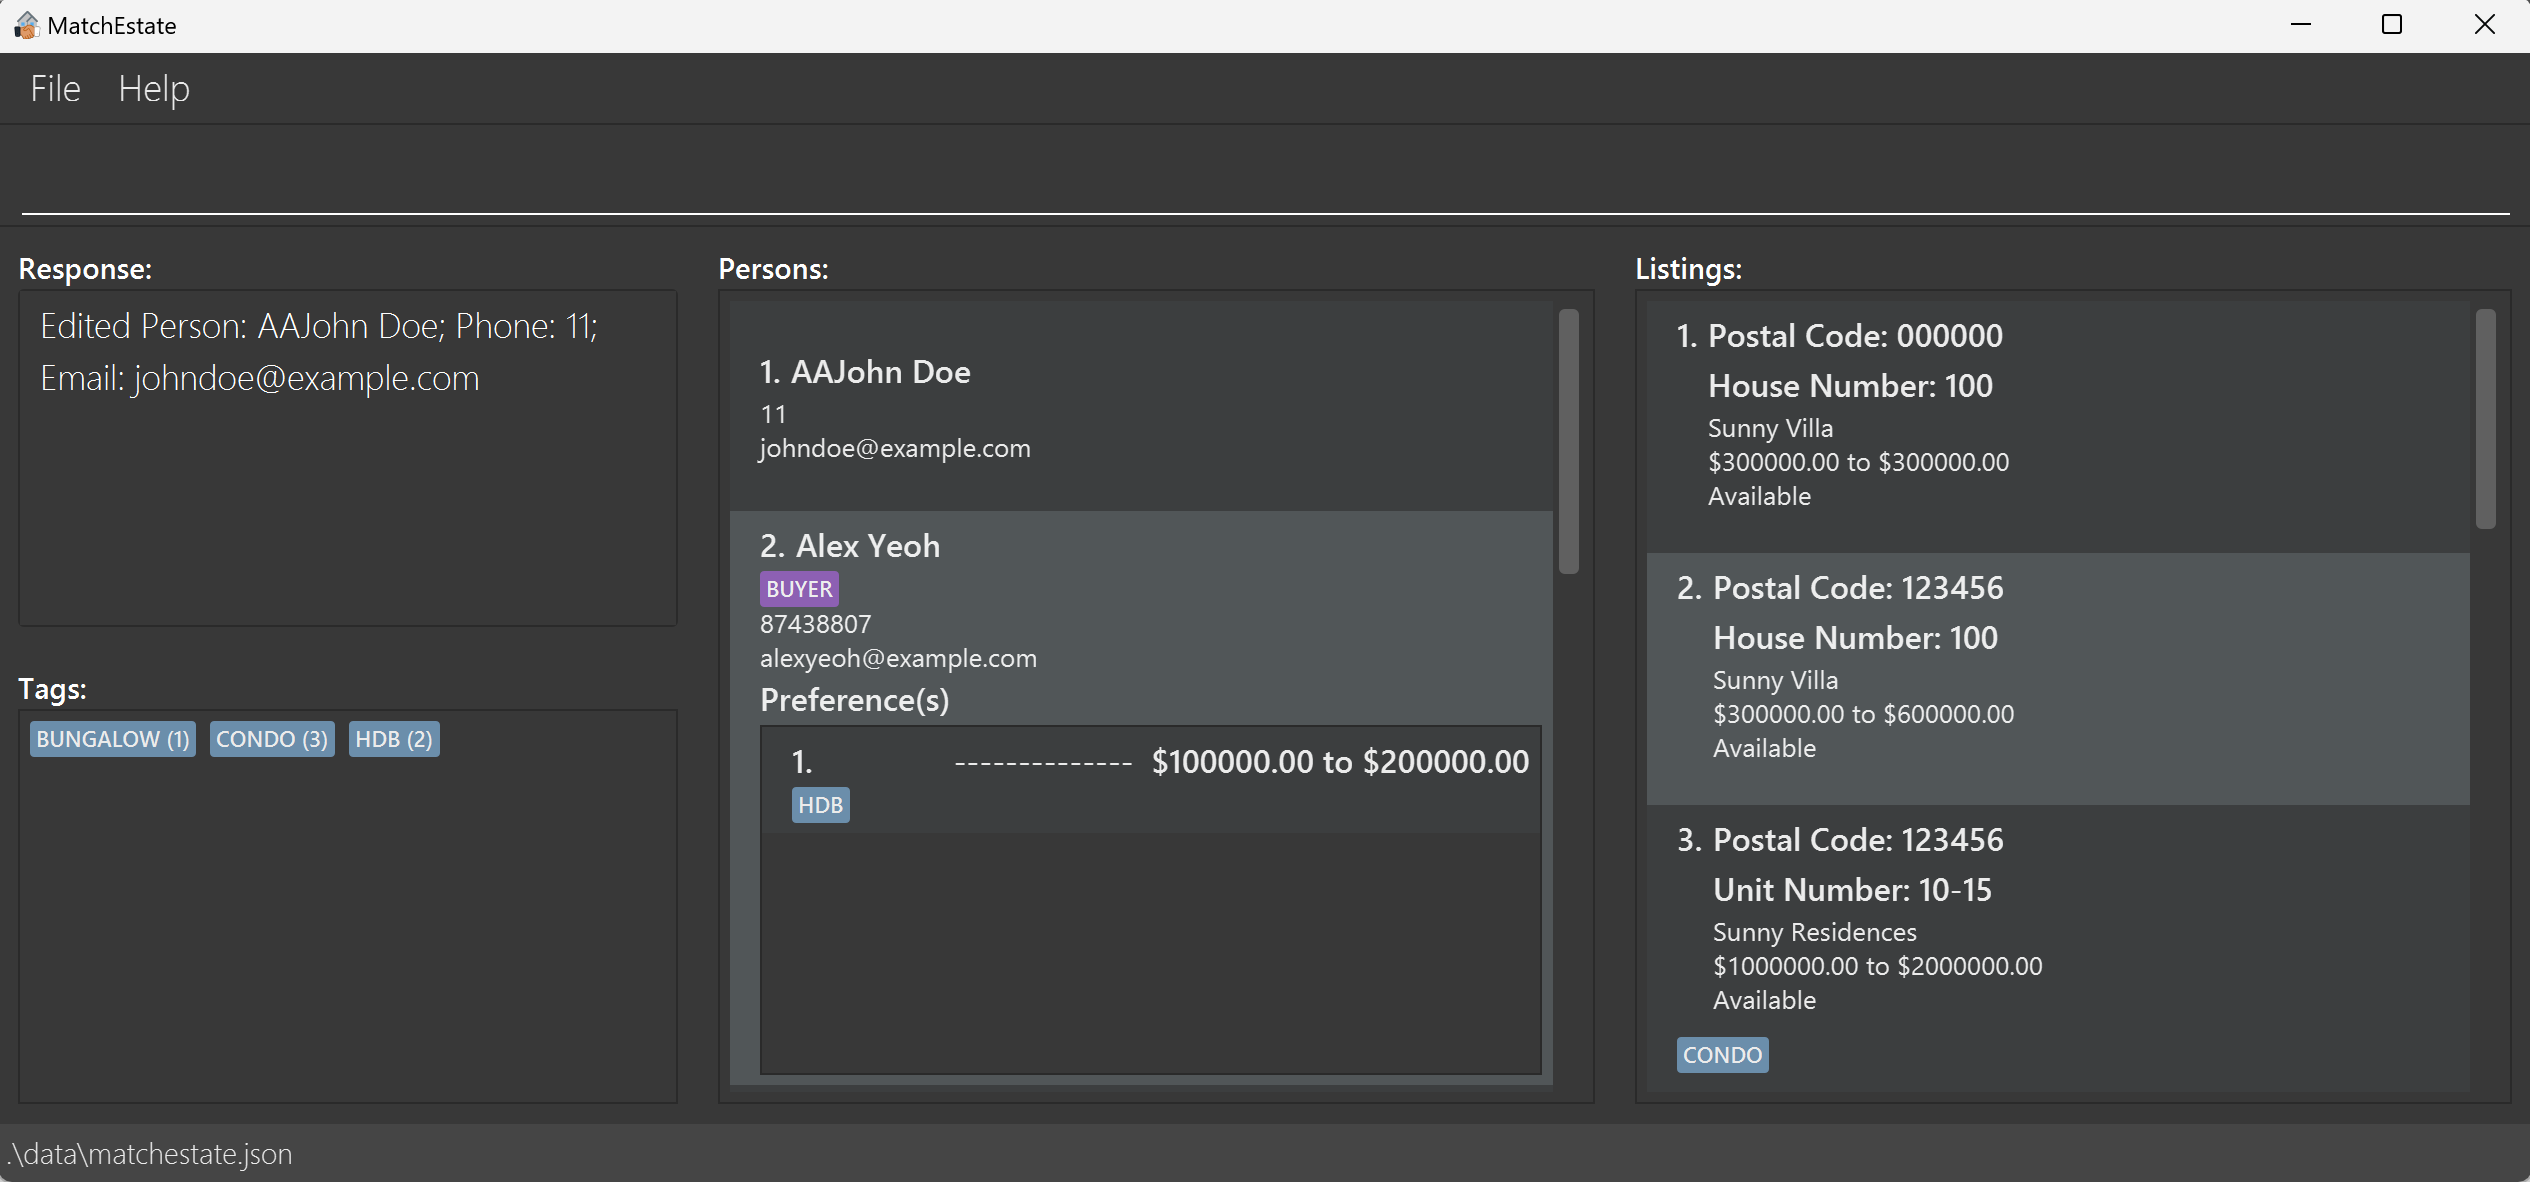 MatchEstate
File Help
Response:
Edited Person: AAJohn Doe; Phone: 11;
Email: johndoe@example.com
Tags:
BUNGALOW (1) CONDO (3) HDB (2)
Persons:
1. AAJohn Doe
11
johndoe@example.com
2. Alex Yeoh
BUYER
87438807
alexyeoh@example.com
Preference(s)
1. -------------- $100000.00 to $200000.00
HDB
Listings:
1. Postal Code: 000000
House Number: 100
Sunny Villa
$300000.00 to $300000.00
Available
2. Postal Code: 123456
House Number: 100
Sunny Villa
$300000.00 to $600000.00
Available
3. Postal Code: 123456
Unit Number: 10-15
Sunny Residences
$1000000.00 to $2000000.00
Available
CONDO
.\data\matchestate.json